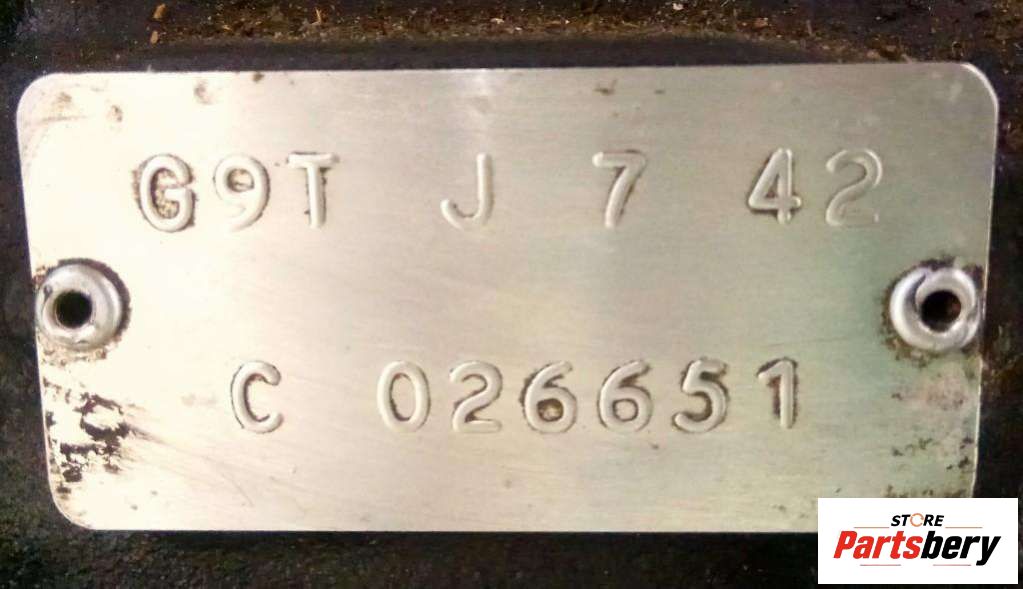 G9T J 7 42
C 026651
STORE
Partsbery